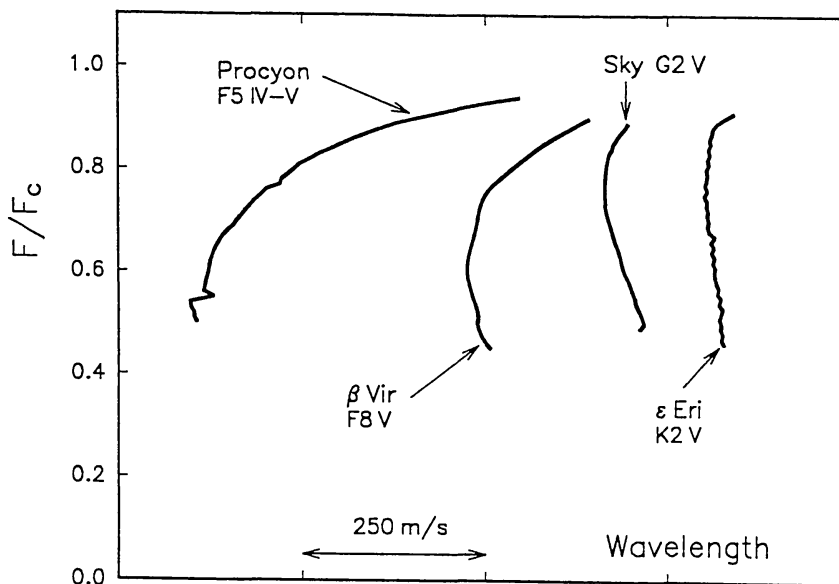 1.0
0.8
0.6
0.4
0.2
0.0
F/Fc
Procyon
F5 IV–V
Sky G2 V
β Vir
F8 V
ε Eri
K2 V
250 m/s
Wavelength